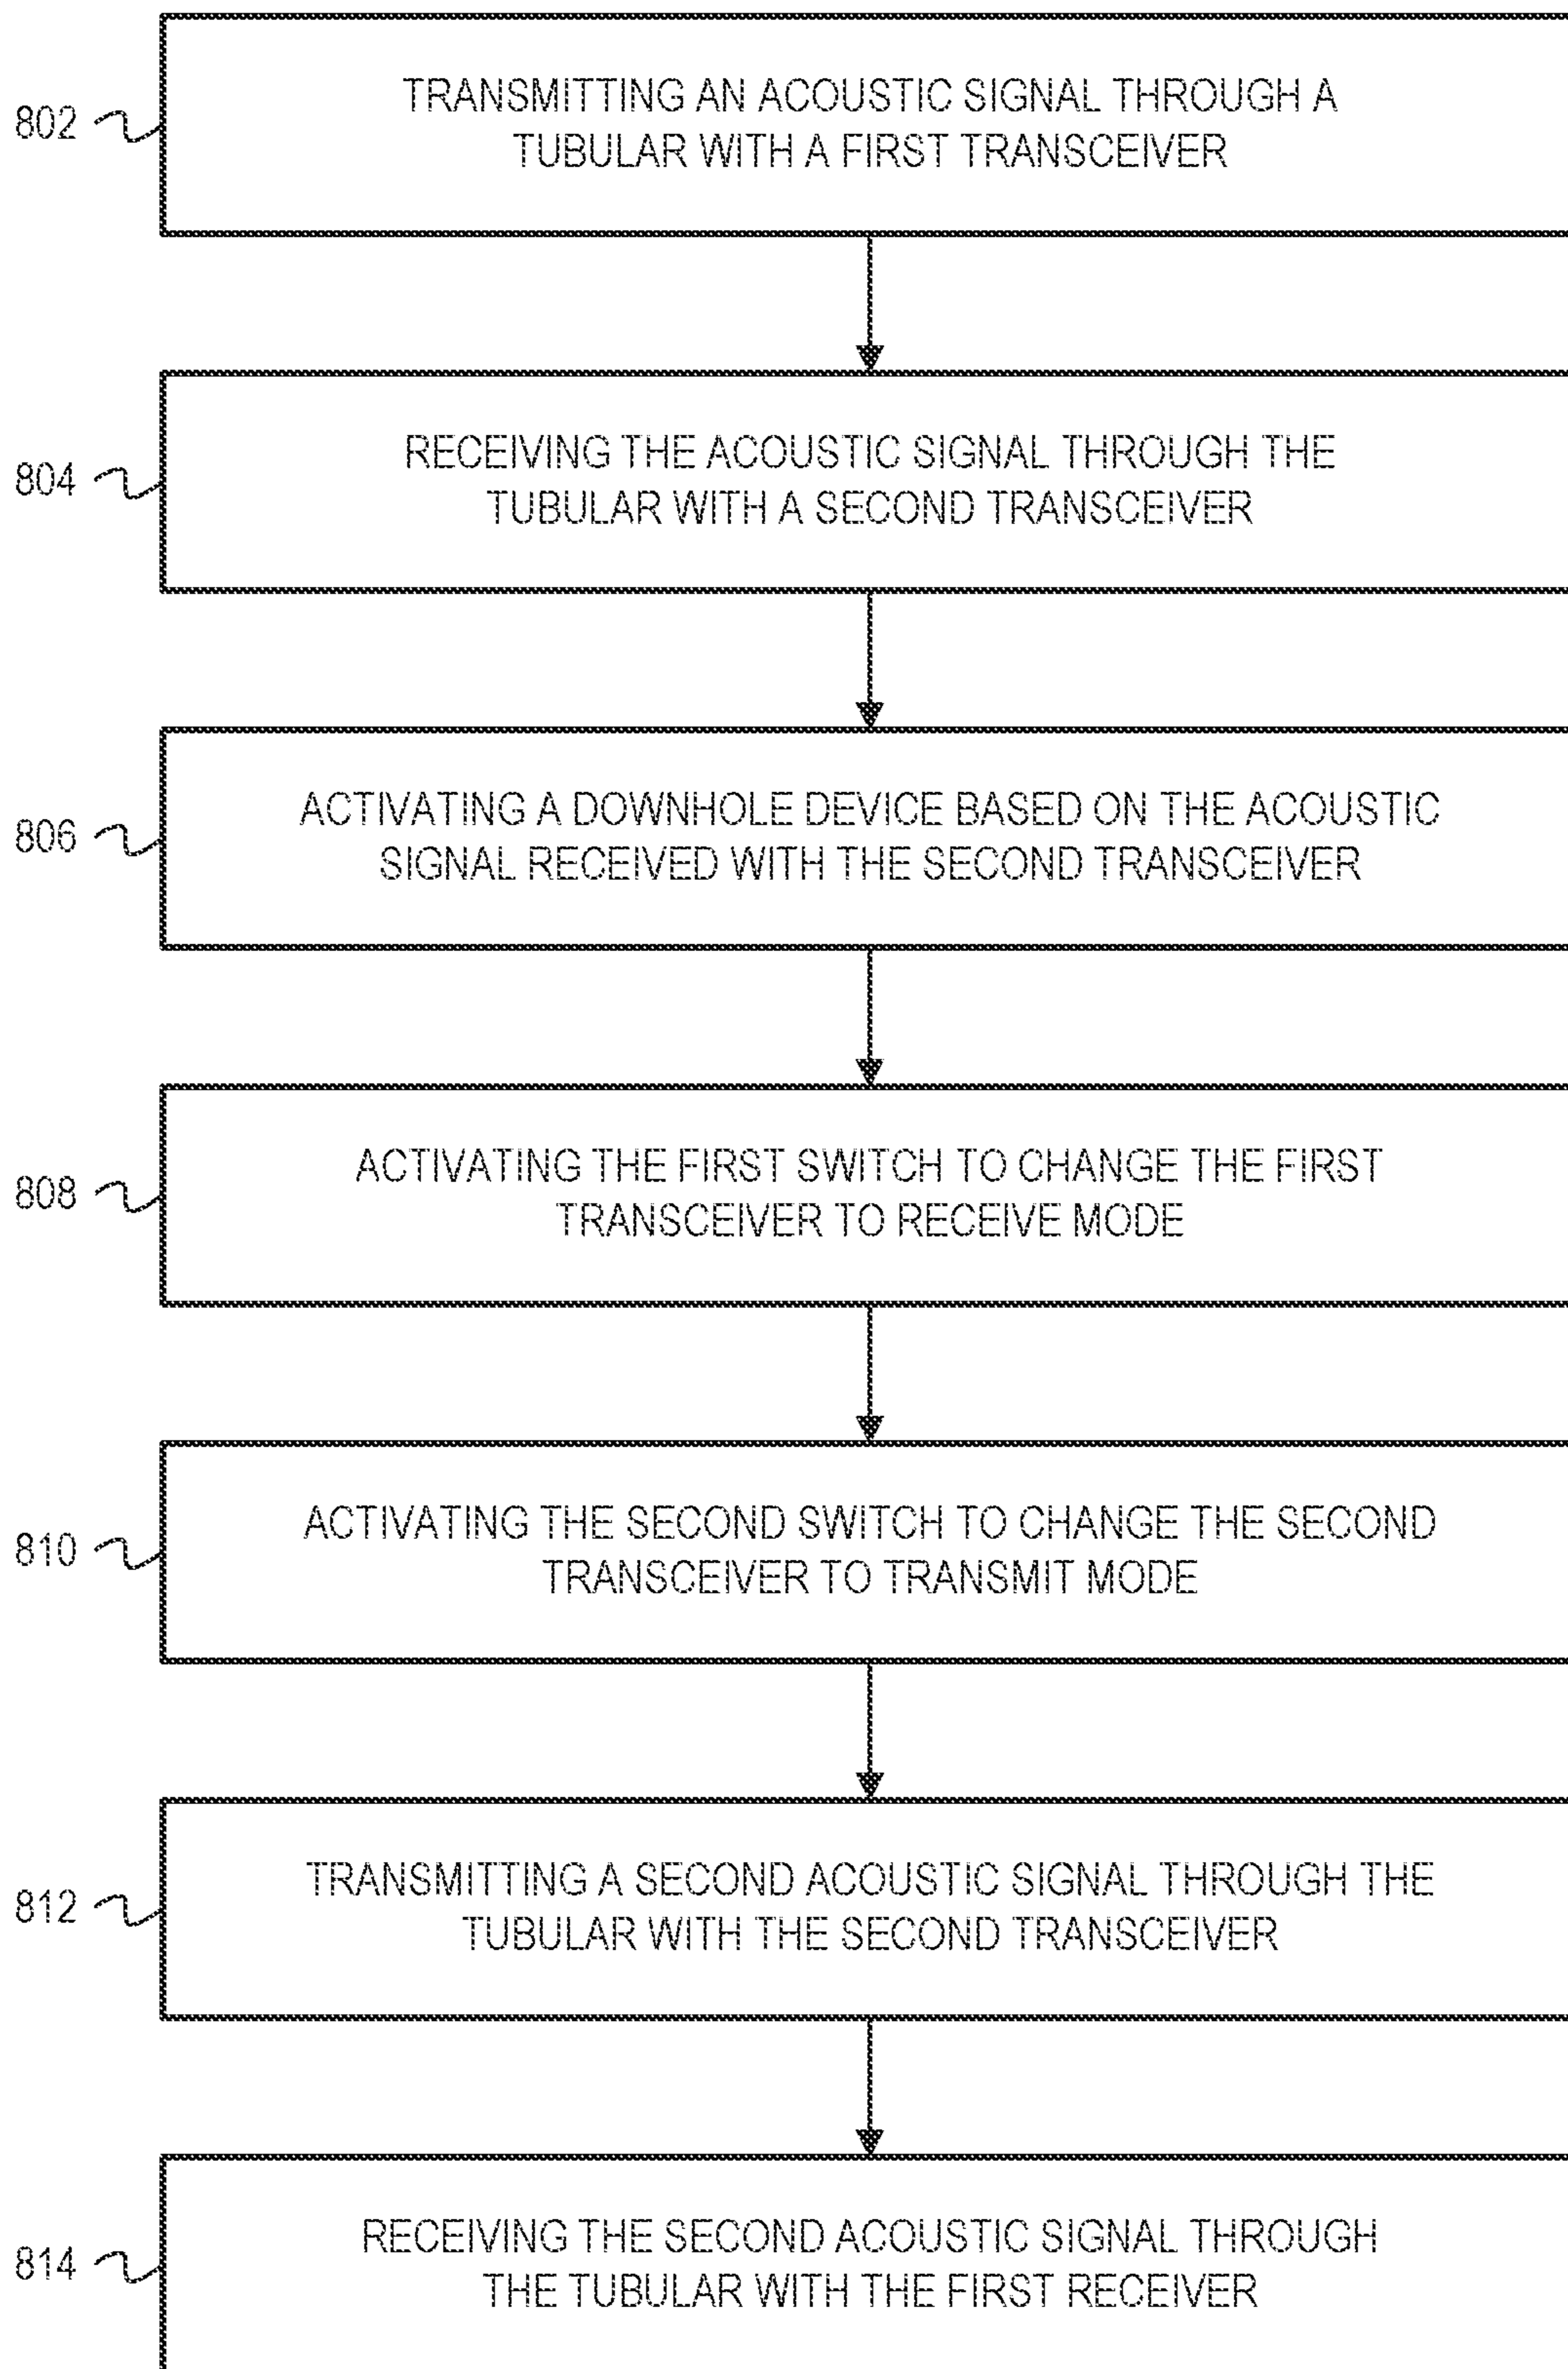 802
TRANSMITTING AN ACOUSTIC SIGNAL THROUGH A
TUBULAR WITH A FIRST TRANSCEIVER
804
RECEIVING THE ACOUSTIC SIGNAL THROUGH THE
TUBULAR WITH A SECOND TRANSCEIVER
806
ACTIVATING A DOWNHOLE DEVICE BASED ON THE ACOUSTIC
SIGNAL RECEIVED WITH THE SECOND TRANSCEIVER
808
ACTIVATING THE FIRST SWITCH TO CHANGE THE FIRST
TRANSCEIVER TO RECEIVE MODE
810
ACTIVATING THE SECOND SWITCH TO CHANGE THE SECOND
TRANSCEIVER TO TRANSMIT MODE
812
TRANSMITTING A SECOND ACOUSTIC SIGNAL THROUGH THE
TUBULAR WITH THE SECOND TRANSCEIVER
814
RECEIVING THE SECOND ACOUSTIC SIGNAL THROUGH
THE TUBULAR WITH THE FIRST RECEIVER